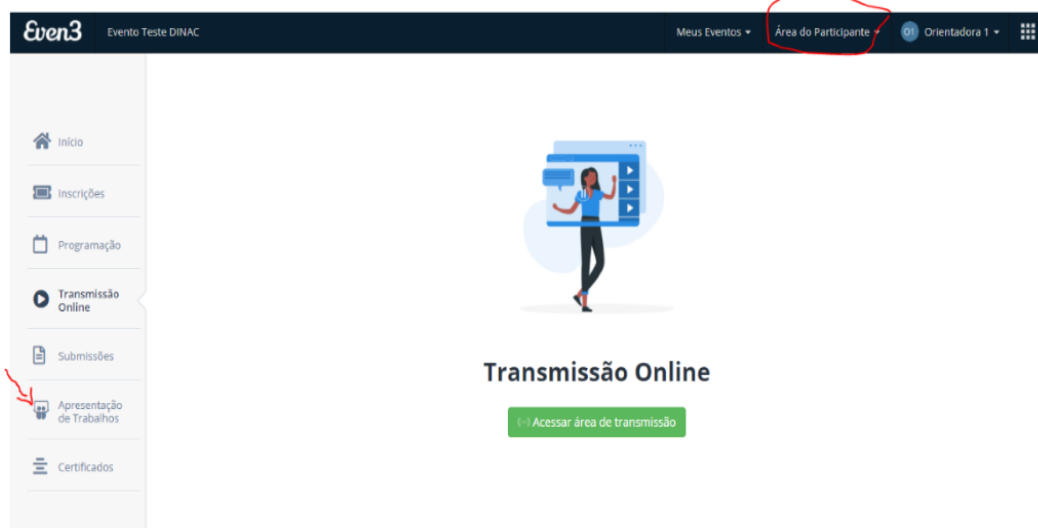 Even3 Evento Teste DINAC Meus Eventos Área do Participante O1 Orientadora 1
Início
Inscrições
Programação
Transmissão
Online
Submissões
Apresentação
de Trabalhos
Certificados
Transmissão Online
Acessar área de transmissão